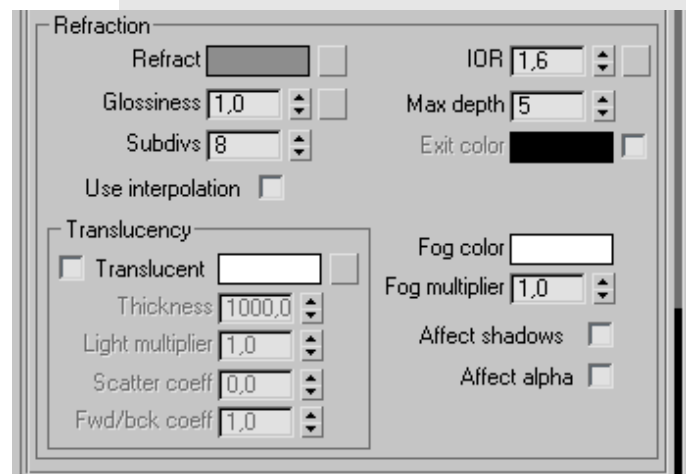 Refraction
Refract IOR 1,6
Glossiness 1,0 Max depth 5
Subdivs 8 Exit color
Use interpolation
Translucency
Translucent Fog color
Thickness 1000,0 Fog multiplier 1,0
Light multiplier 1,0 Affect shadows
Scatter coeff 0,0 Affect alpha
Fwd/bck coeff 1,0